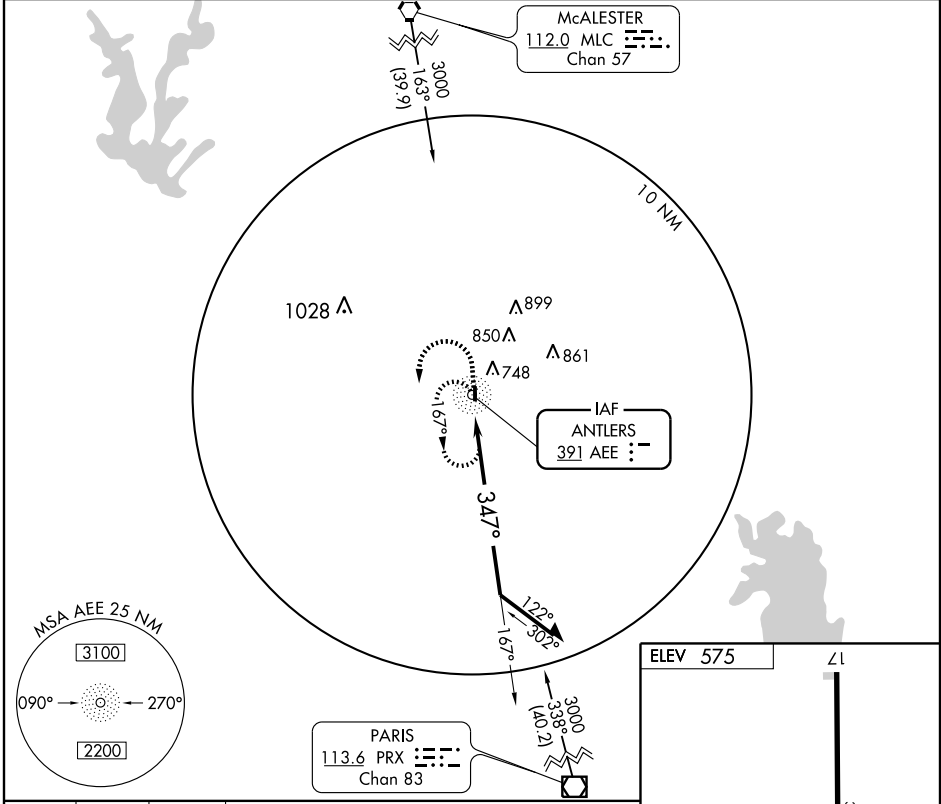 McALESTER
112.0 MLC
Chan 57
3000
163°
(39.9)
10 NM
1028
899
850
861
748
IAF
ANTLERS
391 AEE
167°
347°
122°
302°
167°
MSA AEE 25 NM
3100
090°
270°
2200
3000
338°
(40.2)
PARIS
113.6 PRX
Chan 83
ELEV 575
17